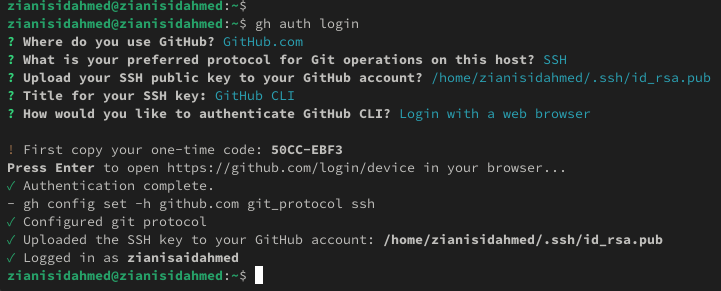 zianisidahmed@zianisidahmed:~$
zianisidahmed@zianisidahmed:~$ gh auth login
? Where do you use GitHub? GitHub.com
? What is your preferred protocol for Git operations on this host? SSH
? Upload your SSH public key to your GitHub account? /home/zianisidahmed/.ssh/id_rsa.pub
? Title for your SSH key: GitHub CLI
? How would you like to authenticate GitHub CLI? Login with a web browser
! First copy your one-time code: 50CC-EBF3
Press Enter to open https://github.com/login/device in your browser...
✓ Authentication complete.
- gh config set -h github.com git_protocol ssh
✓ Configured git protocol
✓ Uploaded the SSH key to your GitHub account: /home/zianisidahmed/.ssh/id_rsa.pub
✓ Logged in as zianisaidahmed
zianisidahmed@zianisidahmed:~$